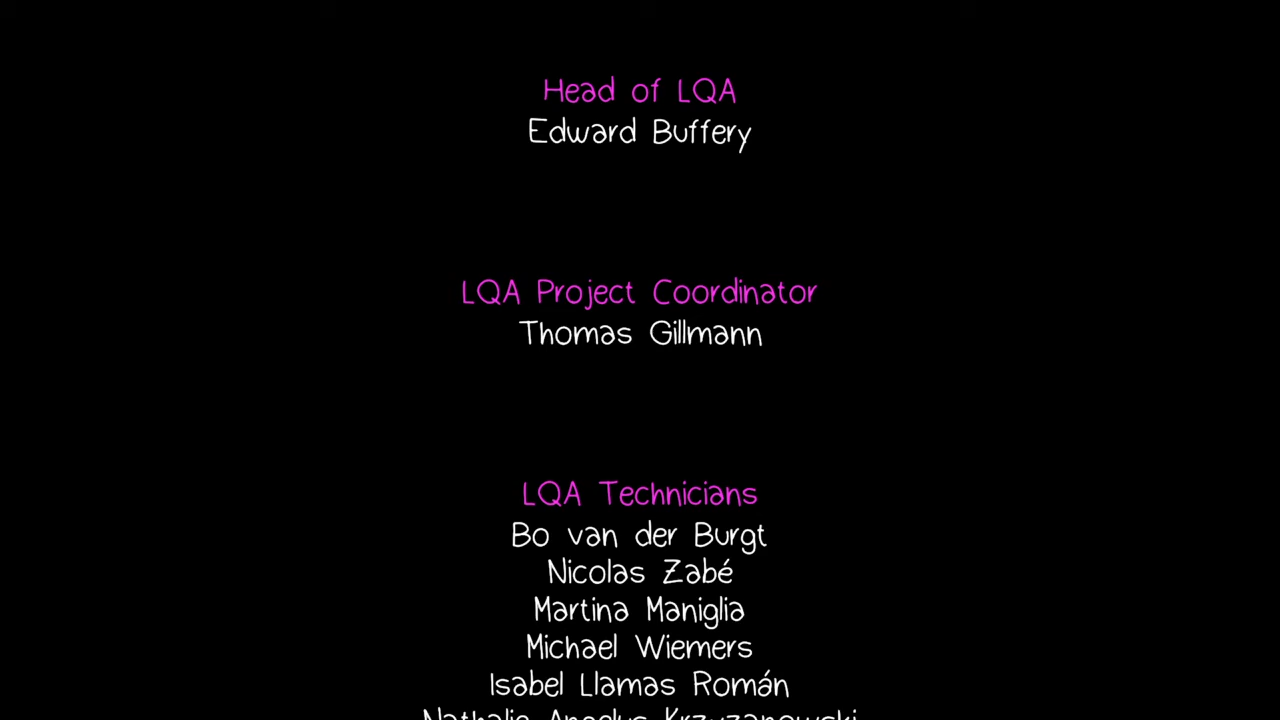 Head of LQA
Edward Buffery
LQA Project Coordinator
Thomas Gillmann
LQA Technicians
Bo van der Burgt
Nicolas Zabé
Martina Maniglia
Michael Wiemers
Isabel Llamas Román
Nathalie Angelus Krzyzanowski